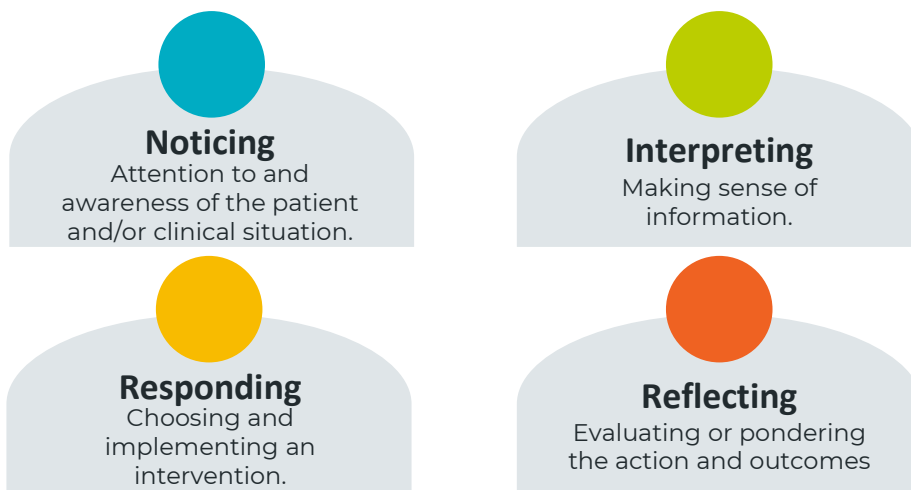 Noticing
Attention to and
awareness of the patient
and/or clinical situation.
Interpreting
Making sense of
information.
Responding
Choosing and
implementing an
intervention.
Reflecting
Evaluating or pondering
the action and outcomes